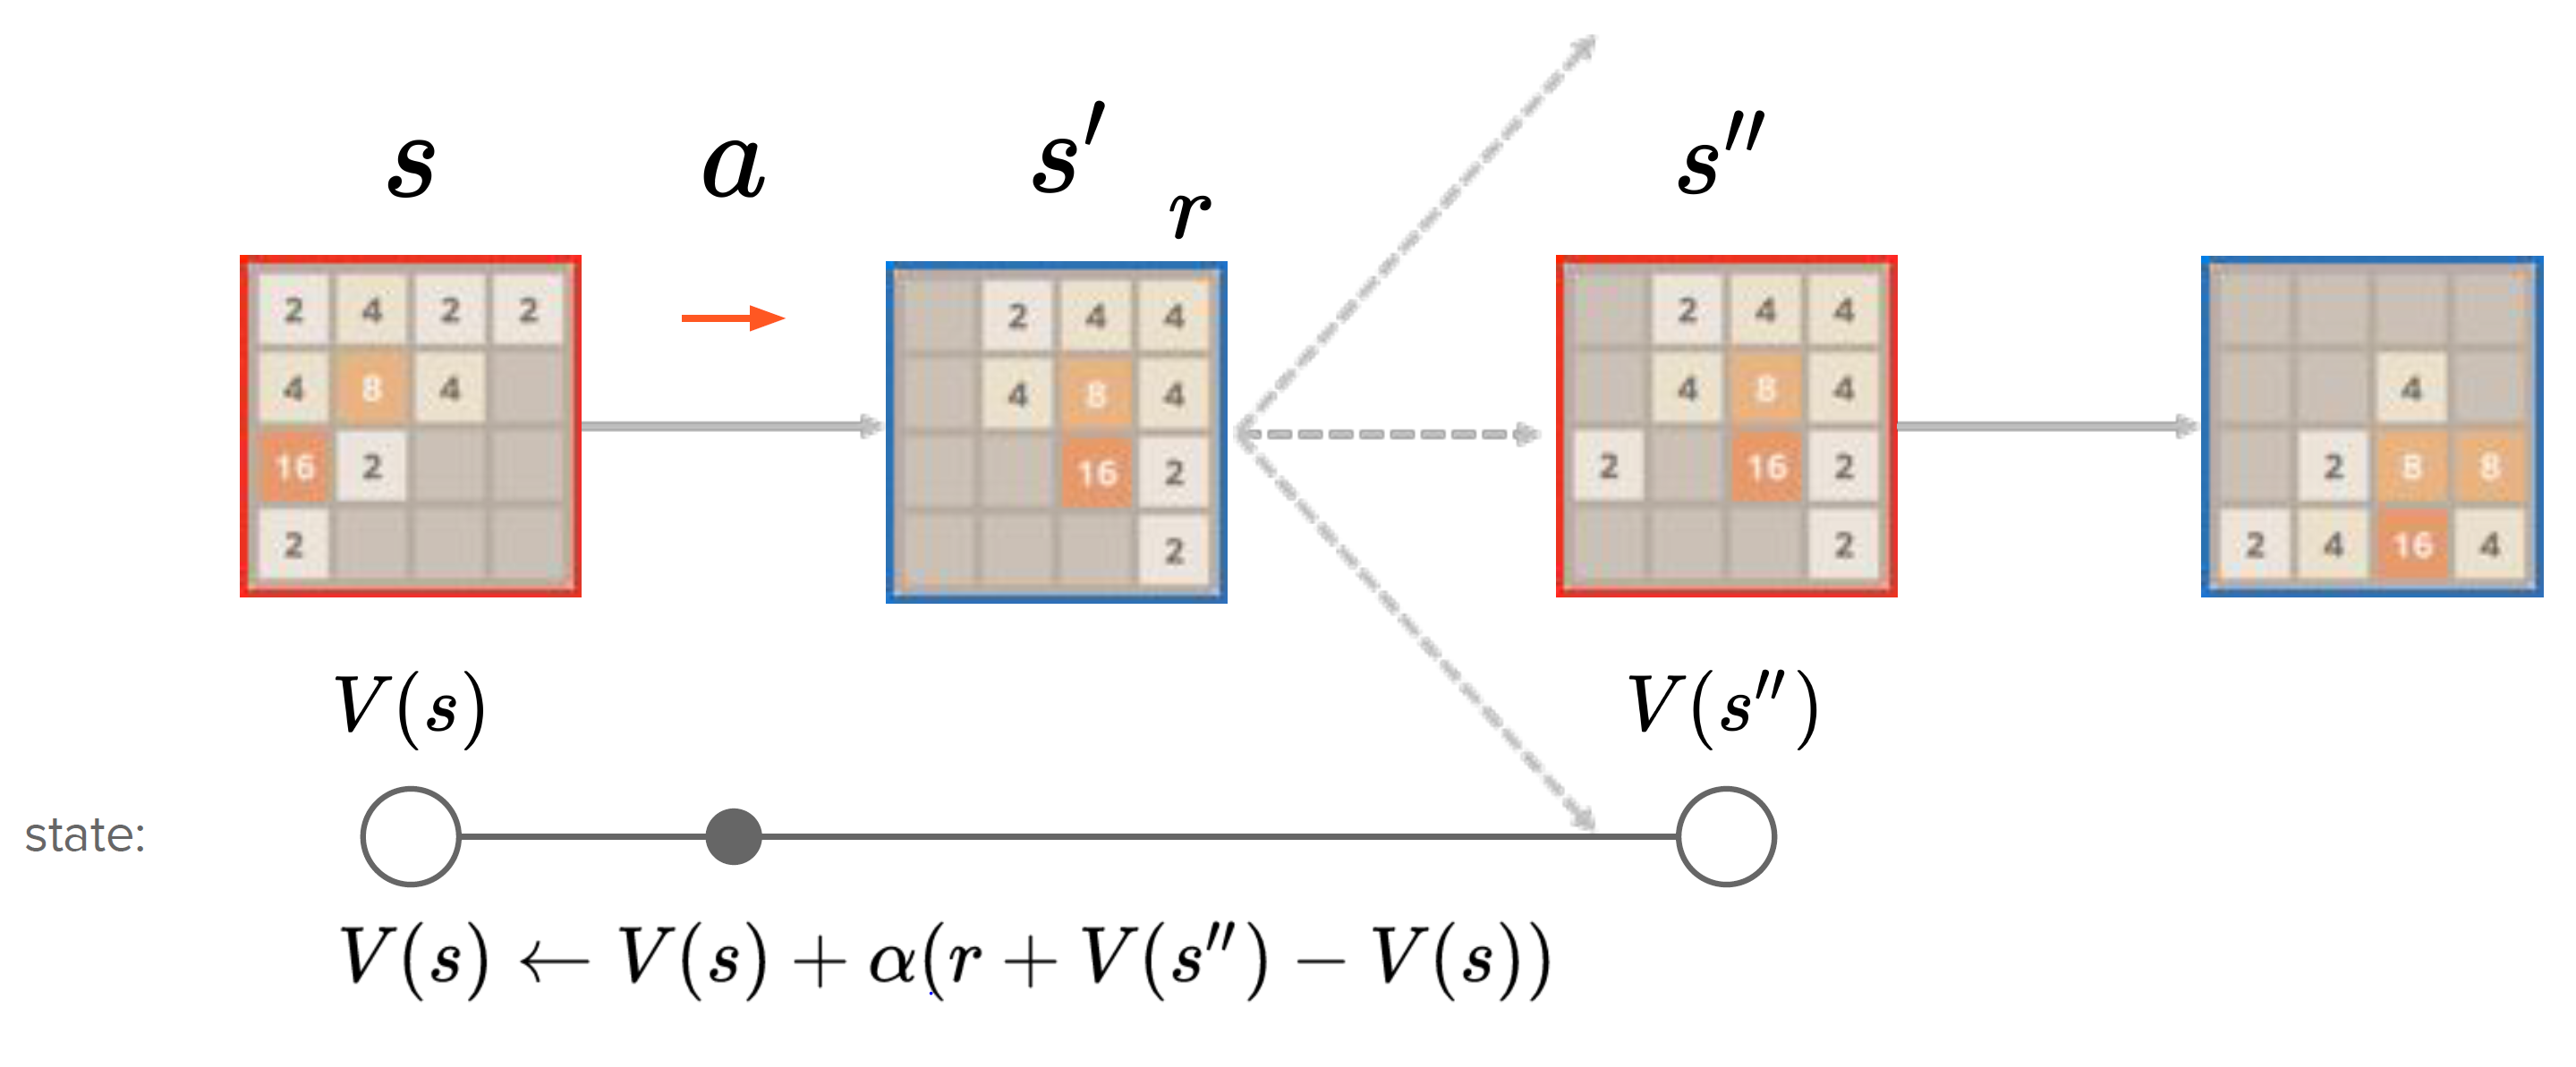 s a s′ r s″
2 4 2 2
4 8 4
16 2
2
2 4 4
4 8 4
16 2
2
2 4 4
4 8 4
2 16 2
2
4
2 8 8
2 4 16 4
V(s) V(s″)
state:
V(s) ← V(s) + α(r + V(s″) − V(s))